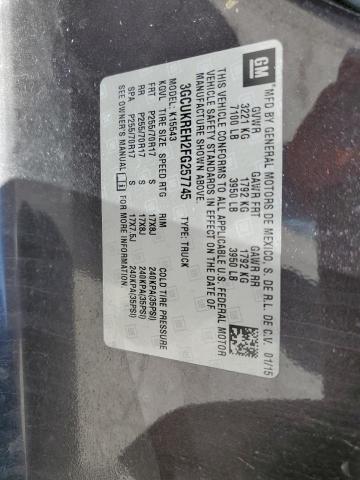 GM
MFD BY GENERAL MOTORS DE MEXICO, S. DE R.L. DE C.V. 01/15
GVWR GAWR FRT GAWR RR
3221 KG 1792 KG 1792 KG
7100 LB 3950 LB 3950 LB
THIS VEHICLE CONFORMS TO ALL APPLICABLE U.S. FEDERAL MOTOR
VEHICLE SAFETY STANDARDS IN EFFECT ON THE DATE OF
MANUFACTURE SHOWN ABOVE.
3GCUKREH2FG257745 TYPE: TRUCK
MODEL: K15543
KGVL TIRE SIZE SPEED RTG RIM COLD TIRE PRESSURE
FRT P255/70R17 S 17X8J 240KPA(35PSI)
RR P255/70R17 S 17X8J 240KPA(35PSI)
SPA P255/70R17 S 17X7.5J 240KPA(35PSI)
SEE OWNER'S MANUAL